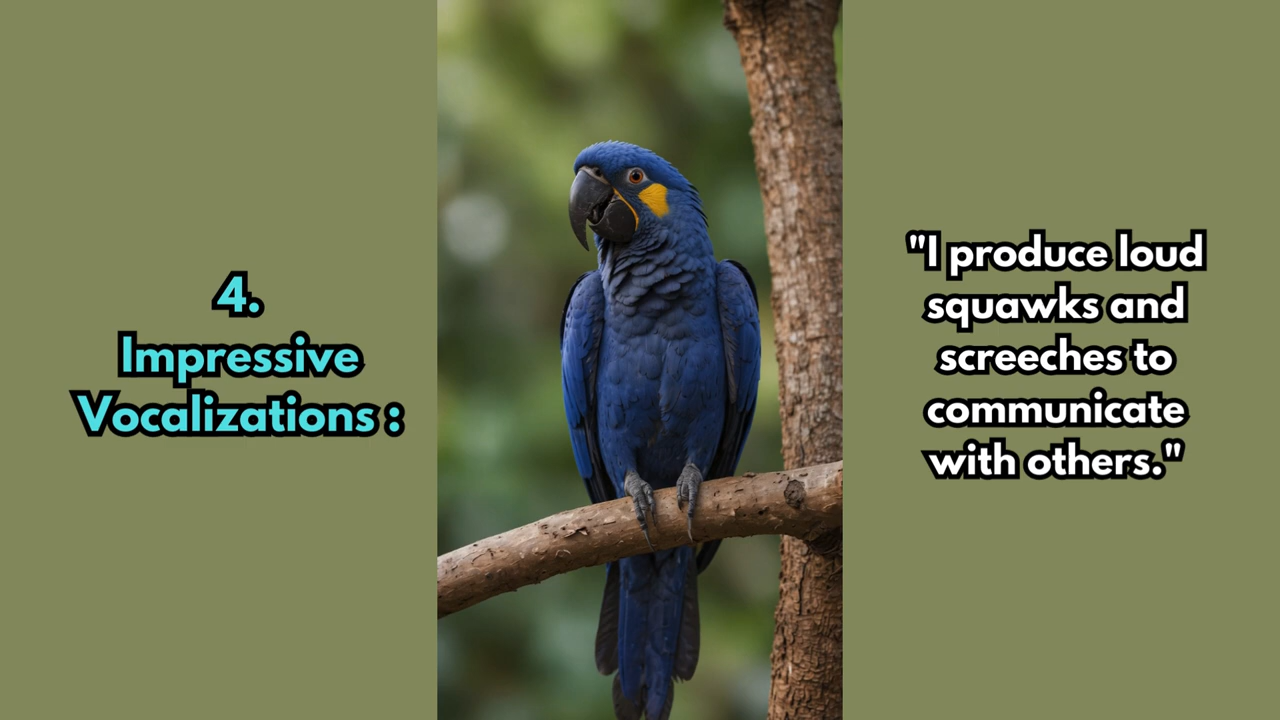 4.
Impressive
Vocalizations :
"I produce loud
squawks and
screeches to
communicate
with others."